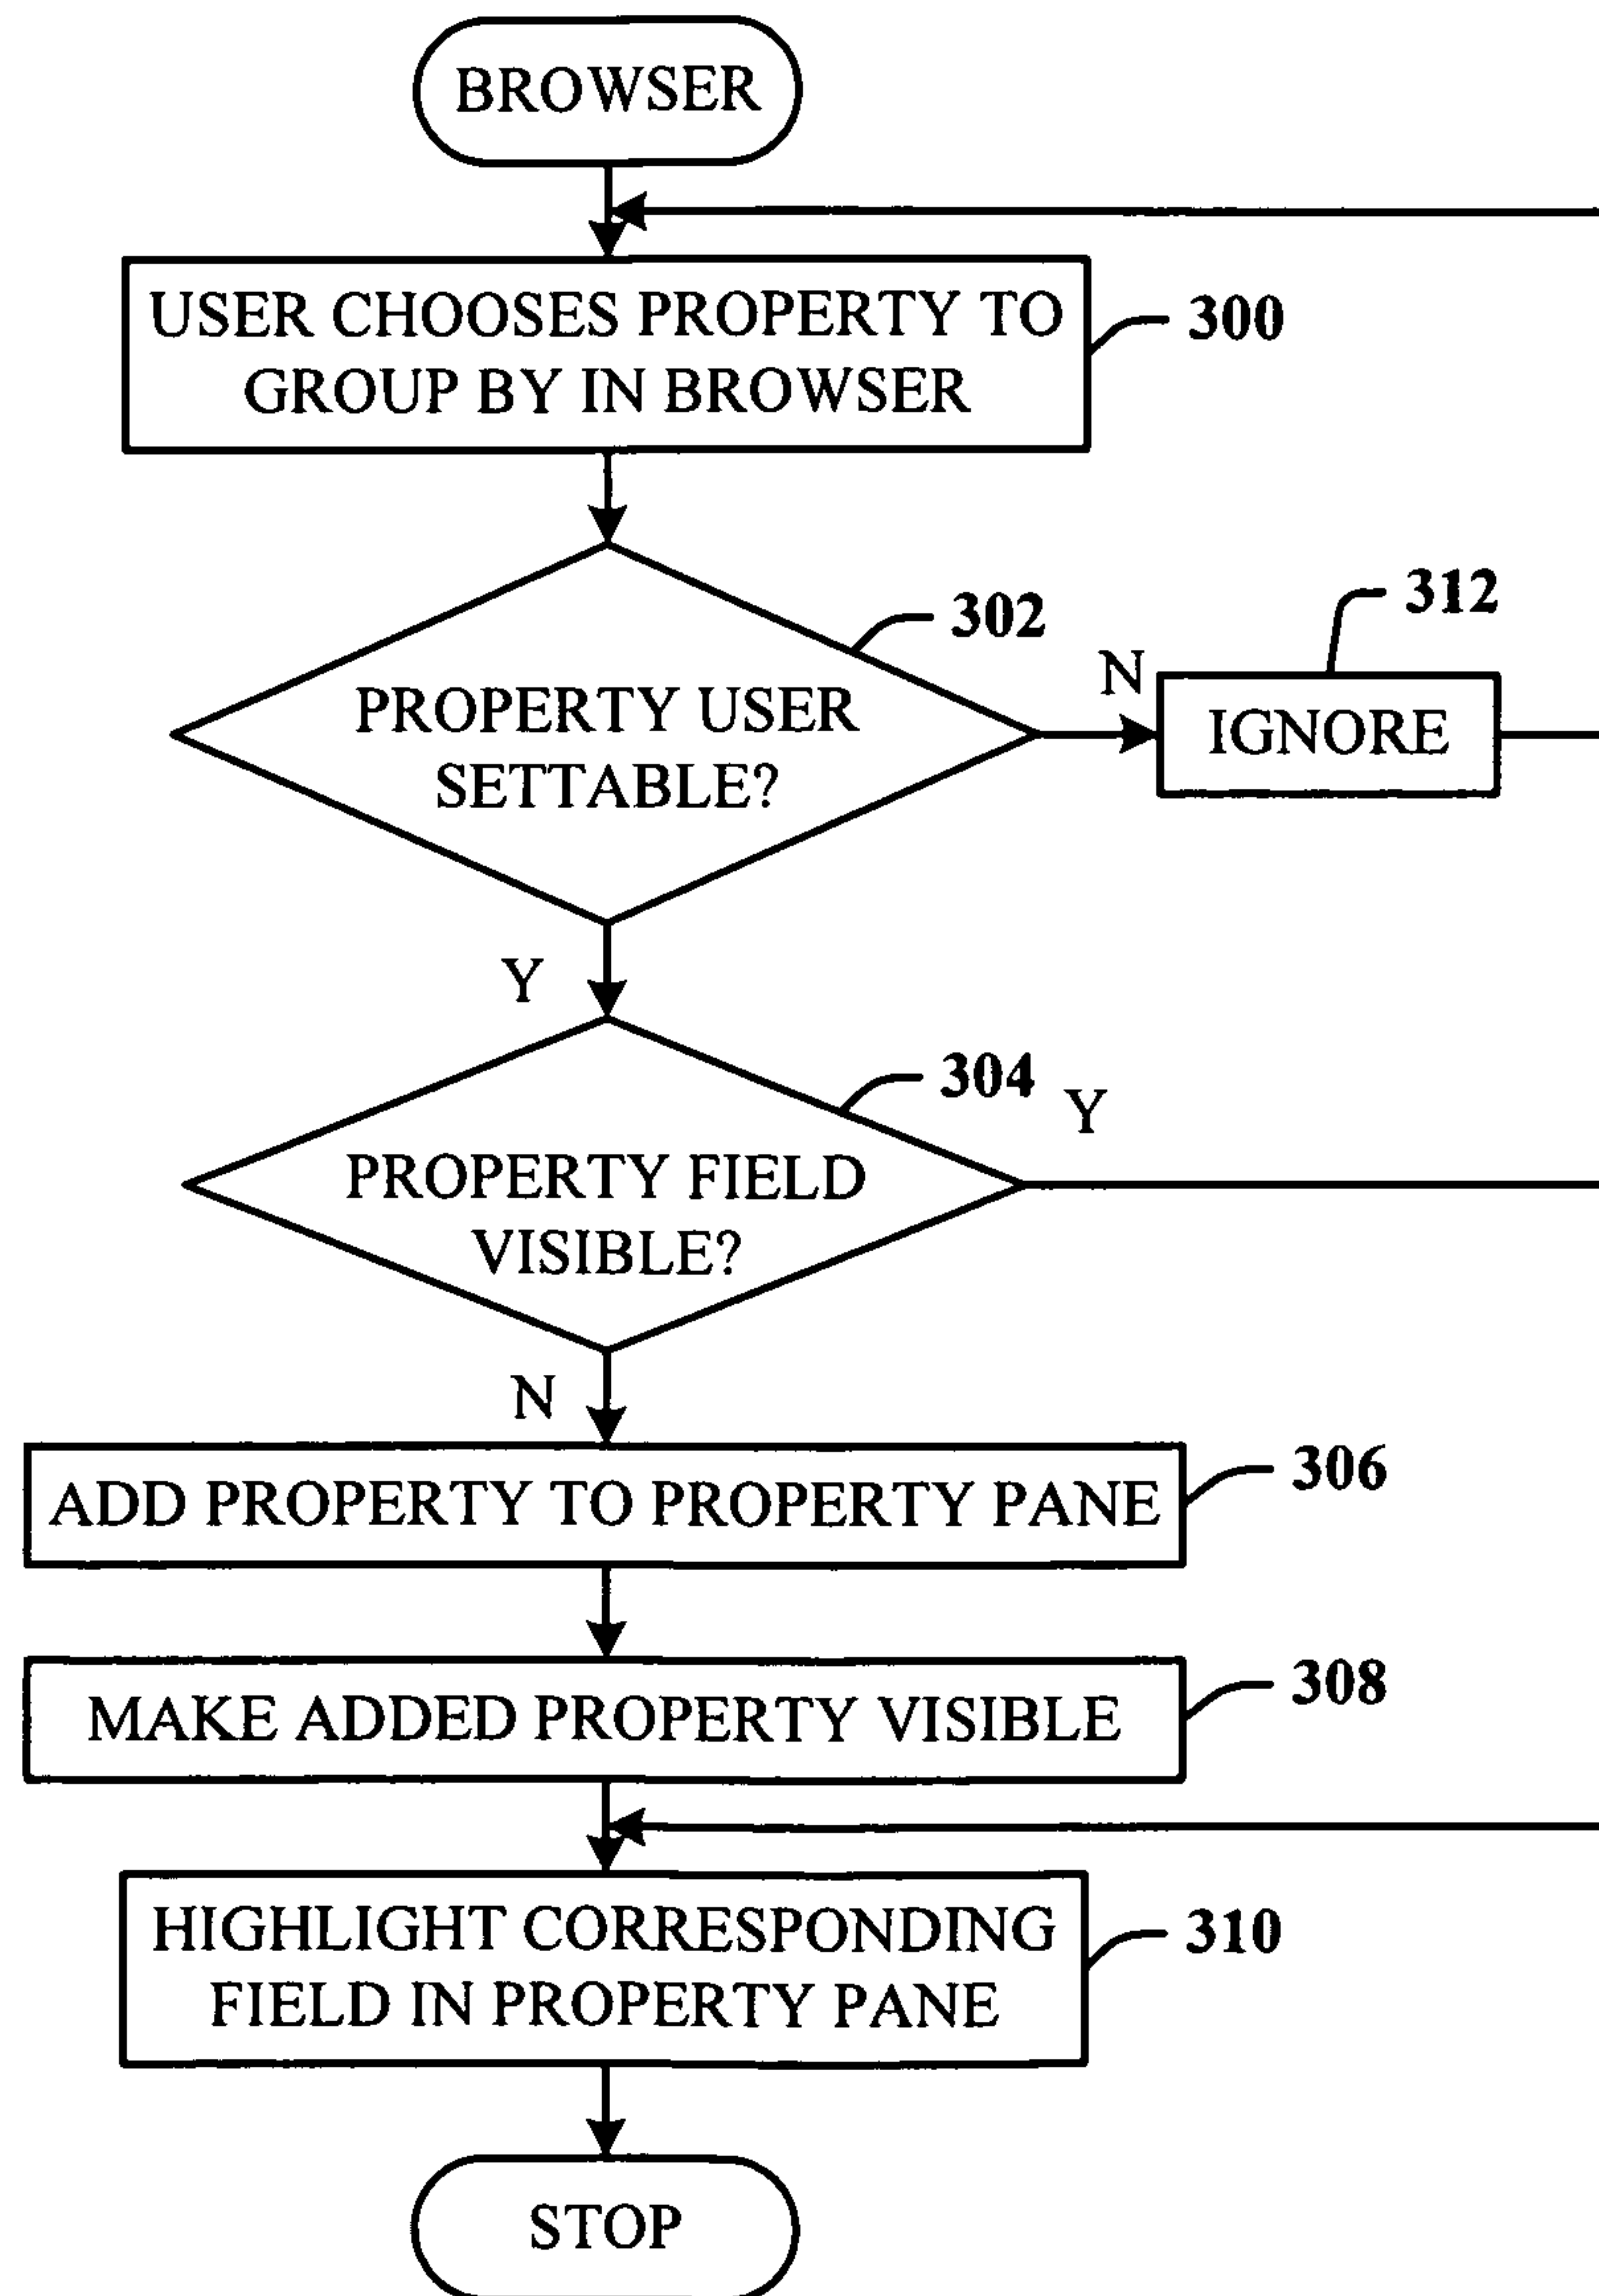 BROWSER
USER CHOOSES PROPERTY TO
GROUP BY IN BROWSER
300
302
312
PROPERTY USER
SETTABLE?
N
IGNORE
Y
304
Y
PROPERTY FIELD
VISIBLE?
N
ADD PROPERTY TO PROPERTY PANE
306
MAKE ADDED PROPERTY VISIBLE
308
HIGHLIGHT CORRESPONDING
FIELD IN PROPERTY PANE
310
STOP